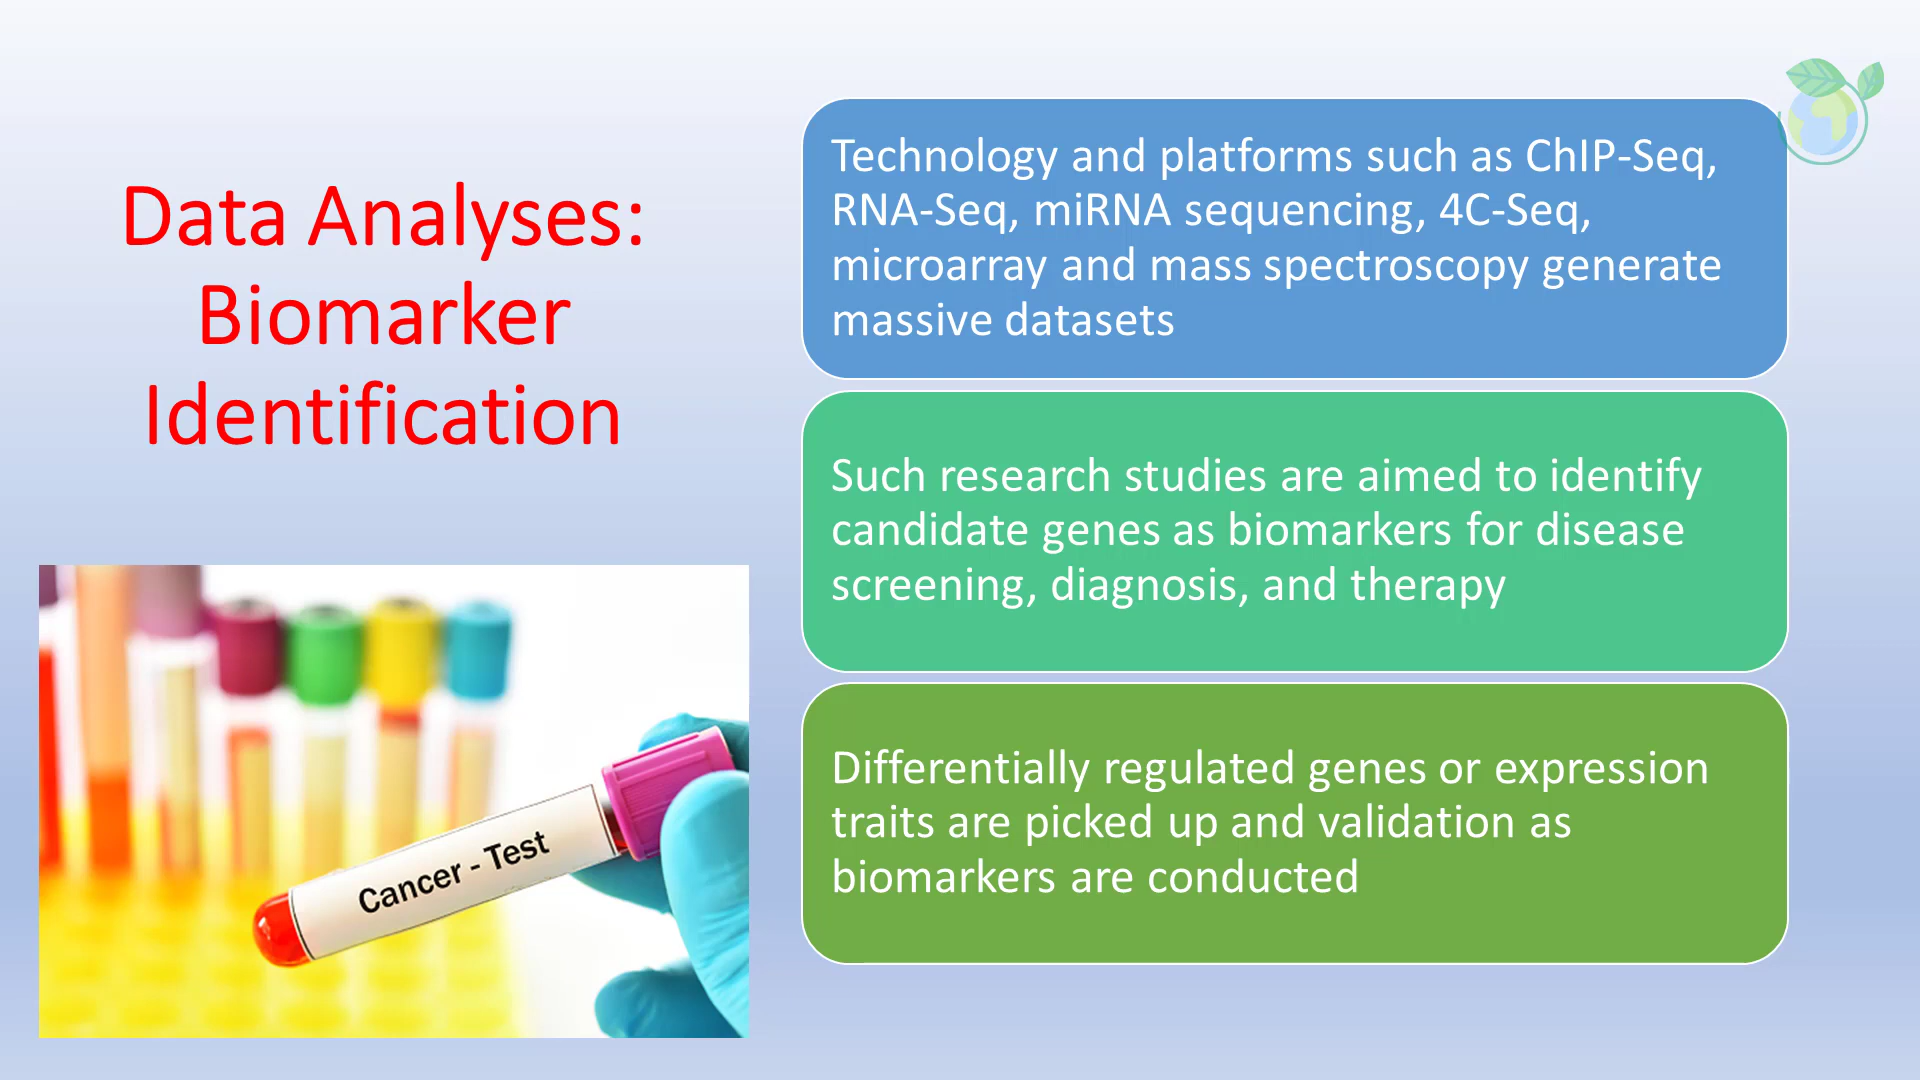 Data Analyses:
Biomarker
Identification
Technology and platforms such as ChIP-Seq,
RNA-Seq, miRNA sequencing, 4C-Seq,
microarray and mass spectroscopy generate
massive datasets
Such research studies are aimed to identify
candidate genes as biomarkers for disease
screening, diagnosis, and therapy
Differentially regulated genes or expression
traits are picked up and validation as
biomarkers are conducted
Cancer - Test